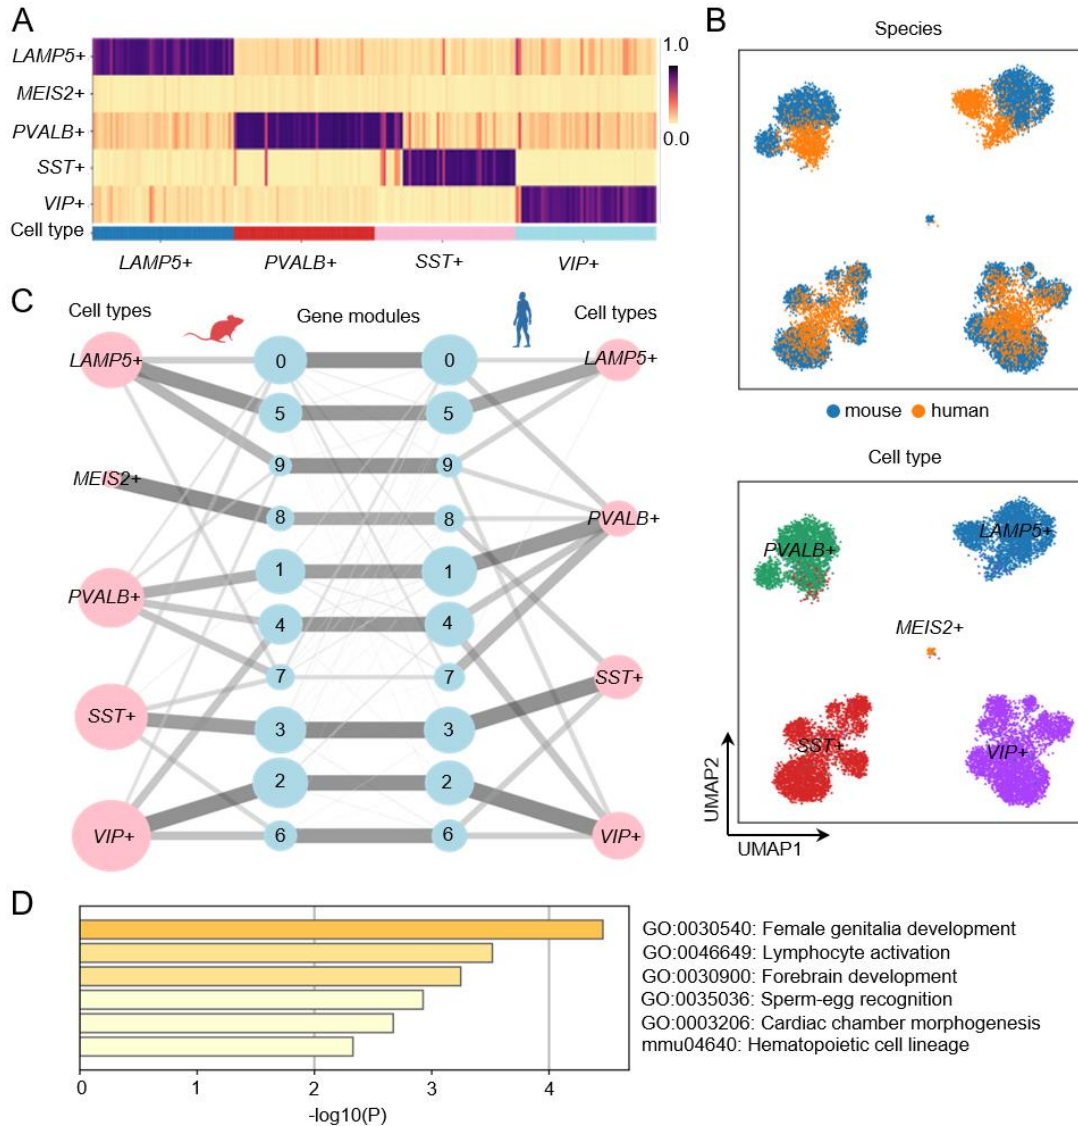 A
LAMP5+
MEIS2+
PVALB+
SST+
VIP+
Cell type
1.0
0.0
LAMP5+ PVALB+ SST+ VIP+
B
Species
mouse human
Cell type
PVALB+
LAMP5+
MEIS2+
SST+
VIP+
UMAP2
UMAP1
C
Cell types Gene modules Cell types
LAMP5+ 0 0 LAMP5+
5 5
9 9
MEIS2+
8 8 PVALB+
1 1
PVALB+
4 4
7 7 SST+
SST+
3 3
2 2
VIP+ 6 6 VIP+
D
GO:0030540: Female genitalia development
GO:0046649: Lymphocyte activation
GO:0030900: Forebrain development
GO:0035036: Sperm-egg recognition
GO:0003206: Cardiac chamber morphogenesis
mmu04640: Hematopoietic cell lineage
0 1 2 3 4
-log10(P)